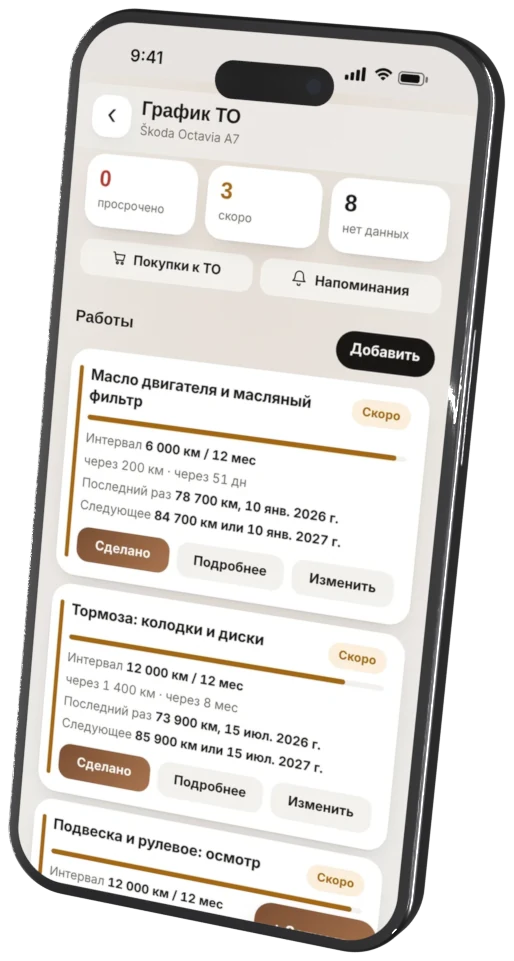 9:41
График ТО
Škoda Octavia A7
0
просрочено
3
скоро
8
нет данных
Покупки к ТО
Напоминания
Работы
Добавить
Масло двигателя и масляный
фильтр
Скоро
Интервал 6 000 км / 12 мес
через 200 км · через 51 дн
Последний раз 78 700 км, 10 янв. 2026 г.
Следующее 84 700 км или 10 янв. 2027 г.
Сделано
Подробнее
Изменить
Тормоза: колодки и диски
Скоро
Интервал 12 000 км / 12 мес
через 1 400 км · через 8 мес
Последний раз 73 900 км, 15 июл. 2026 г.
Следующее 85 900 км или 15 июл. 2027 г.
Сделано
Подробнее
Изменить
Подвеска и рулевое: осмотр
Скоро
Интервал 12 000 км / 12 мес